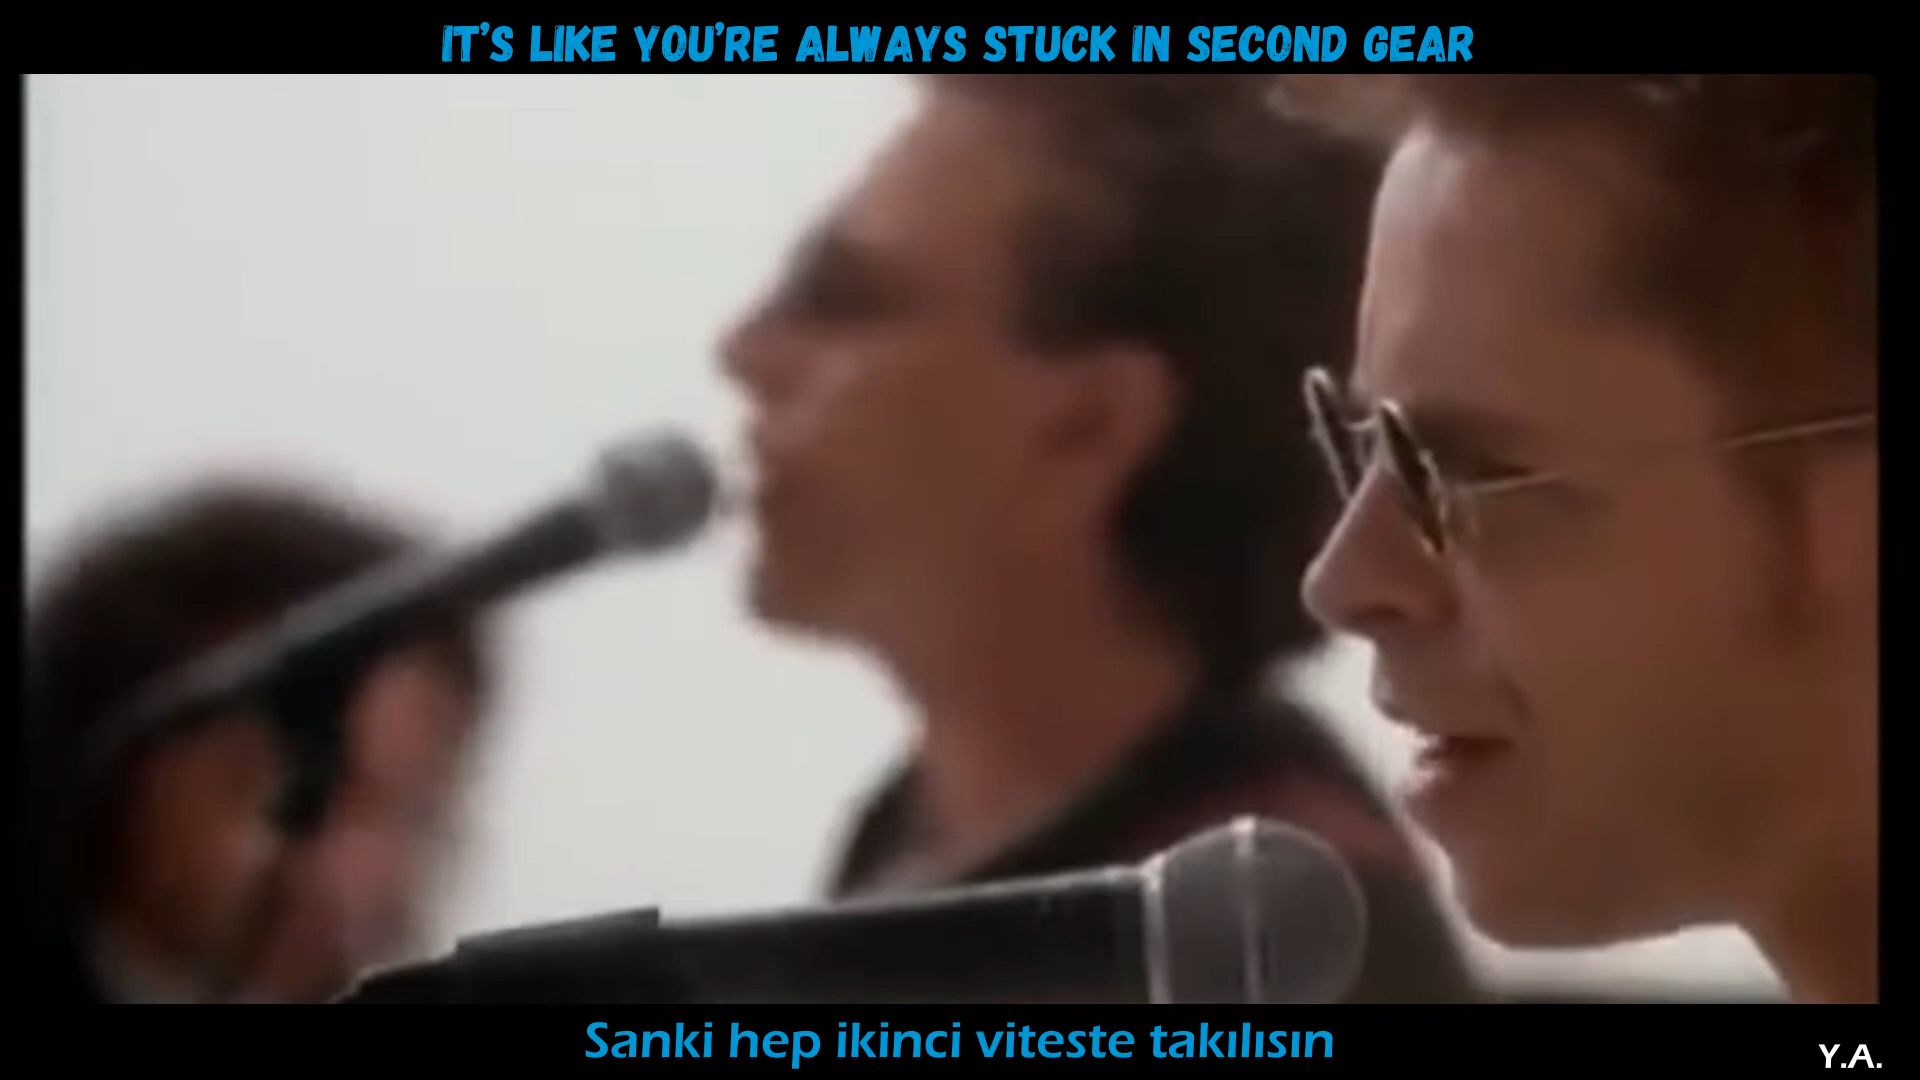 IT'S LIKE YOU'RE ALWAYS STUCK IN SECOND GEAR
Sanki hep ikinci viteste takılısın
Y.A.